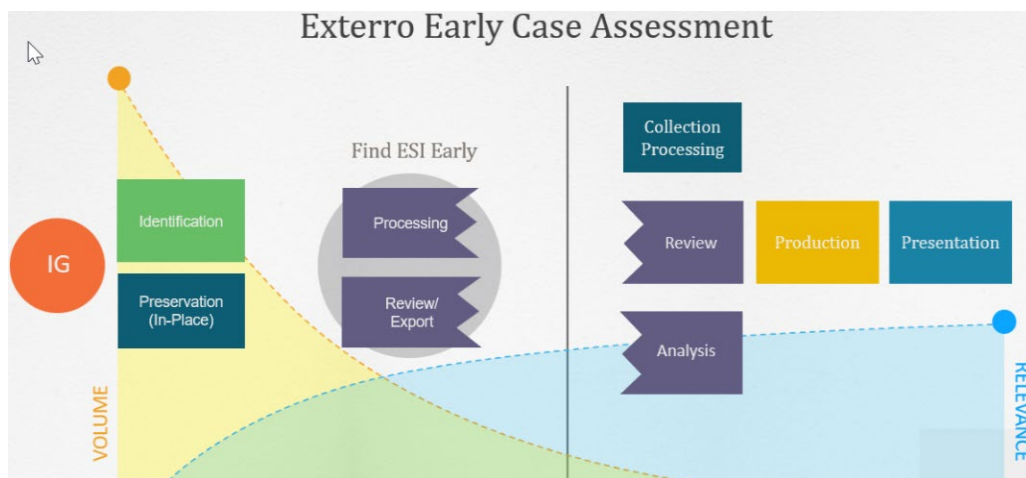 Exterro Early Case Assessment
Find ESI Early
Collection
Processing
IG
Identification
Preservation
(In-Place)
Processing
Review/
Export
Review
Production
Presentation
Analysis
VOLUME
RELEVANCE